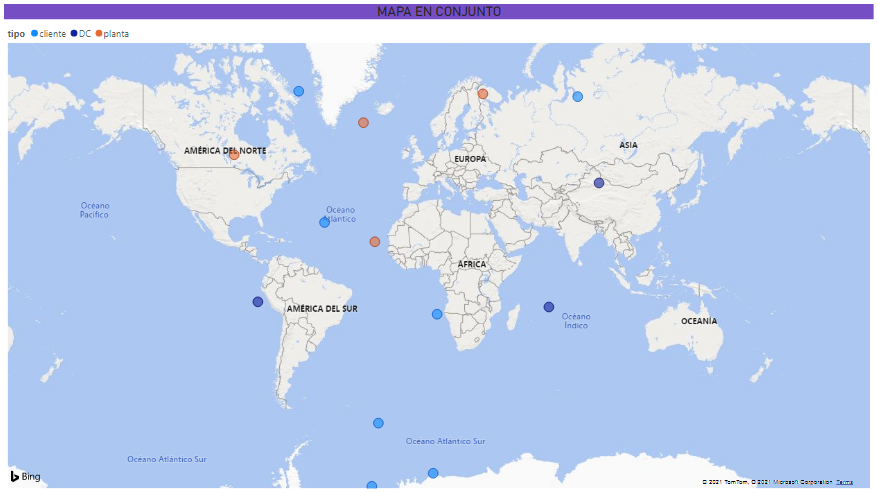 MAPA EN CONJUNTO
tipo cliente DC planta
AMÉRICA DEL NORTE
EUROPA
ASIA
Océano
Pacífico
Océano
Atlántico
ÁFRICA
AMÉRICA DEL SUR
Océano
Índico
OCEANÍA
Océano Atlántico Sur
Océano Atlántico Sur
Bing
© 2021 TomTom, © 2021 Microsoft Corporation Terms